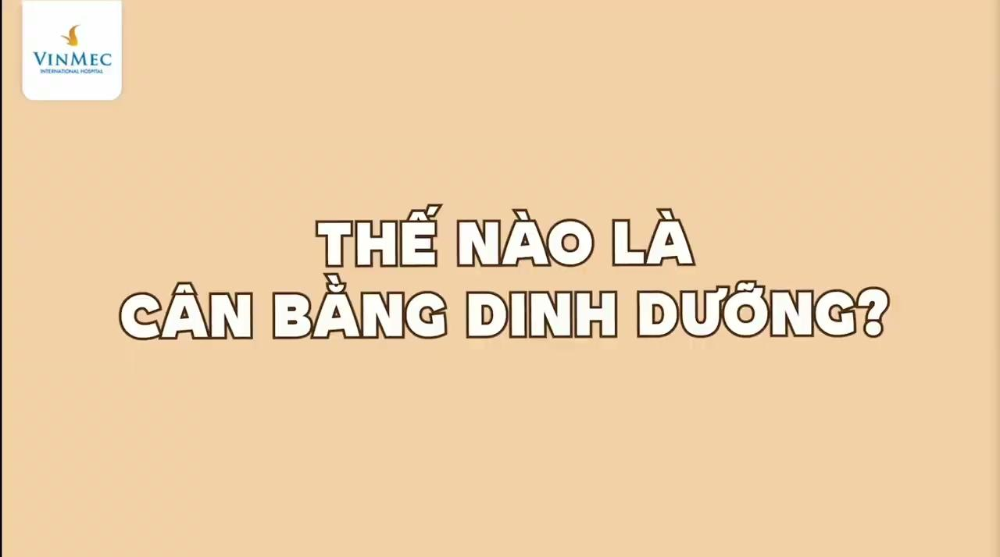 VINMEC
INTERNATIONAL HOSPITAL
THẾ NÀO LÀ
CÂN BẰNG DINH DƯỠNG?